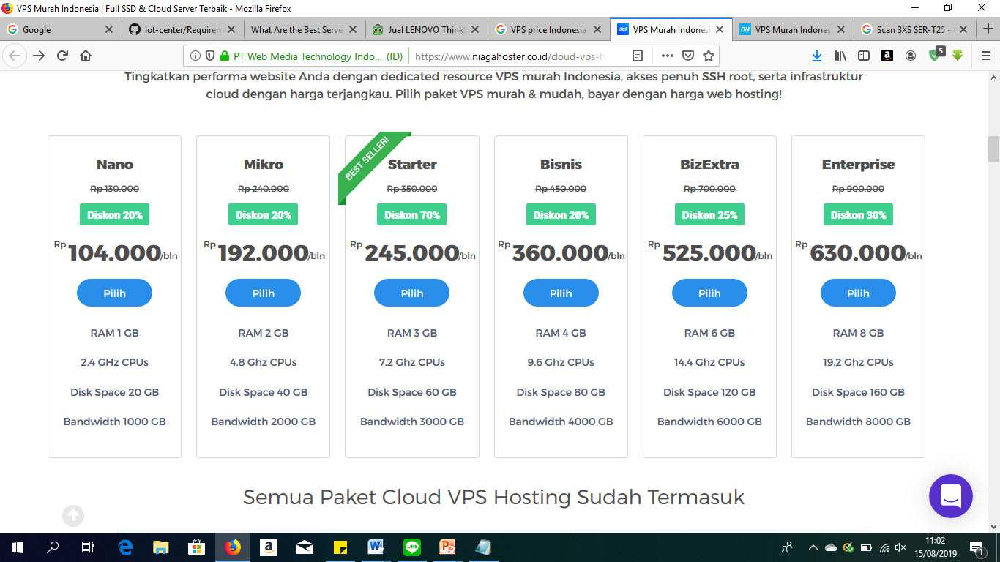 VPS Murah Indonesia | Full SSD & Cloud Server Terbaik - Mozilla Firefox
Google
iot-center/Requirem
What Are the Best Serve
Jual LENOVO ThinkS
VPS price Indonesia
VPS Murah Indonesi
VPS Murah Indones
Scan 3XS SER-T25 -
PT Web Media Technology Indo... (ID)
https://www.niagahoster.co.id/cloud-vps-h
5
Tingkatkan performa website Anda dengan dedicated resource VPS murah Indonesia, akses penuh SSH root, serta infrastruktur
cloud dengan harga terjangkau. Pilih paket VPS murah & mudah, bayar dengan harga web hosting!
Nano
Rp 130.000
Diskon 20%
Rp 104.000/bln
Pilih
RAM 1 GB
2.4 GHz CPUs
Disk Space 20 GB
Bandwidth 1000 GB
Mikro
Rp 240.000
Diskon 20%
Rp 192.000/bln
Pilih
RAM 2 GB
4.8 Ghz CPUs
Disk Space 40 GB
Bandwidth 2000 GB
BEST SELLER!
Starter
Rp 350.000
Diskon 70%
Rp 245.000/bln
Pilih
RAM 3 GB
7.2 Ghz CPUs
Disk Space 60 GB
Bandwidth 3000 GB
Bisnis
Rp 450.000
Diskon 20%
Rp 360.000/bln
Pilih
RAM 4 GB
9.6 Ghz CPUs
Disk Space 80 GB
Bandwidth 4000 GB
BizExtra
Rp 700.000
Diskon 25%
Rp 525.000/bln
Pilih
RAM 6 GB
14.4 Ghz CPUs
Disk Space 120 GB
Bandwidth 6000 GB
Enterprise
Rp 900.000
Diskon 30%
Rp 630.000/bln
Pilih
RAM 8 GB
19.2 Ghz CPUs
Disk Space 160 GB
Bandwidth 8000 GB
Semua Paket Cloud VPS Hosting Sudah Termasuk
11:02
15/08/2019
1